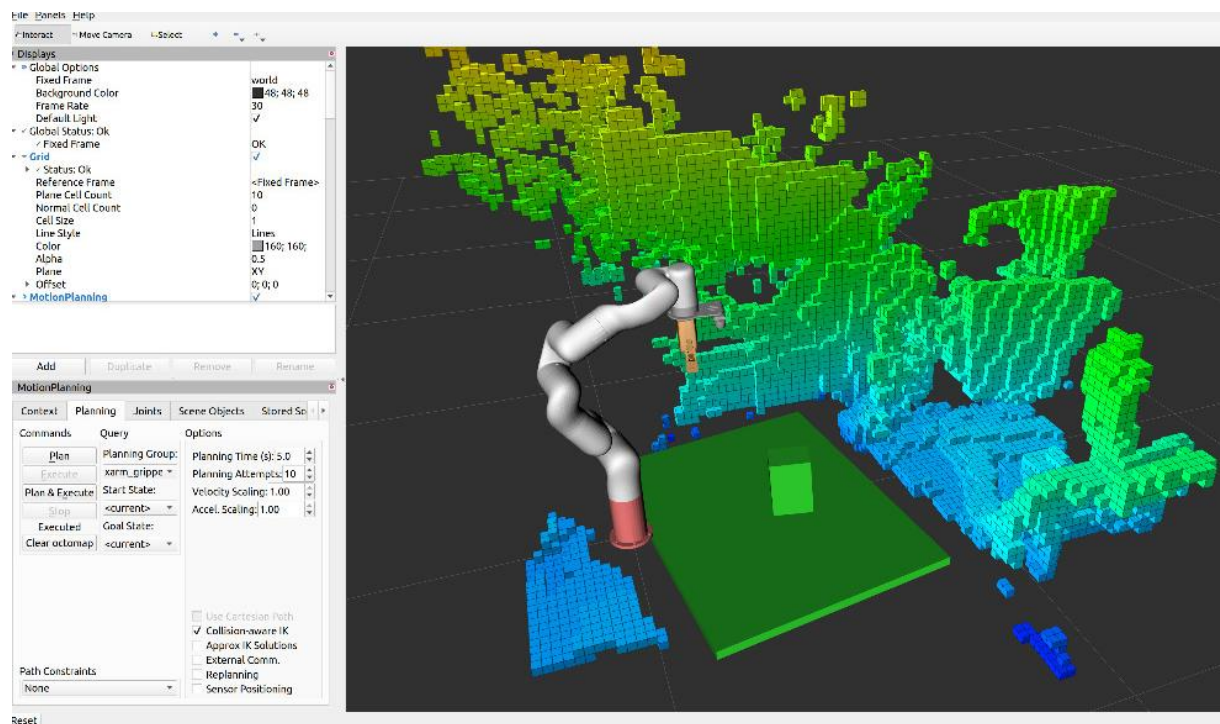 File Panels Help
Interact Move Camera Select
Displays
Global Options
Fixed Frame world
Background Color 48; 48; 48
Frame Rate 30
Default Light ✓
✓ Global Status: Ok
✓ Fixed Frame OK
Grid ✓
✓ Status: Ok
Reference Frame <Fixed Frame>
Plane Cell Count 10
Normal Cell Count 0
Cell Size 1
Line Style Lines
Color 160; 160;
Alpha 0.5
Plane XY
Offset 0; 0; 0
MotionPlanning ✓
Add Duplicate Remove Rename
MotionPlanning
Context Planning Joints Scene Objects Stored Sc
Commands Query Options
Plan Planning Group: Planning Time (s): 5.0
Execute xarm_grippe Planning Attempts: 10
Plan & Execute Start State: Velocity Scaling: 1.00
Stop <current> Accel. Scaling: 1.00
Executed Goal State:
Clear octomap <current>
Use Cartesian Path
✓ Collision-aware IK
Approx IK Solutions
External Comm.
Path Constraints Replanning
None Sensor Positioning
Reset